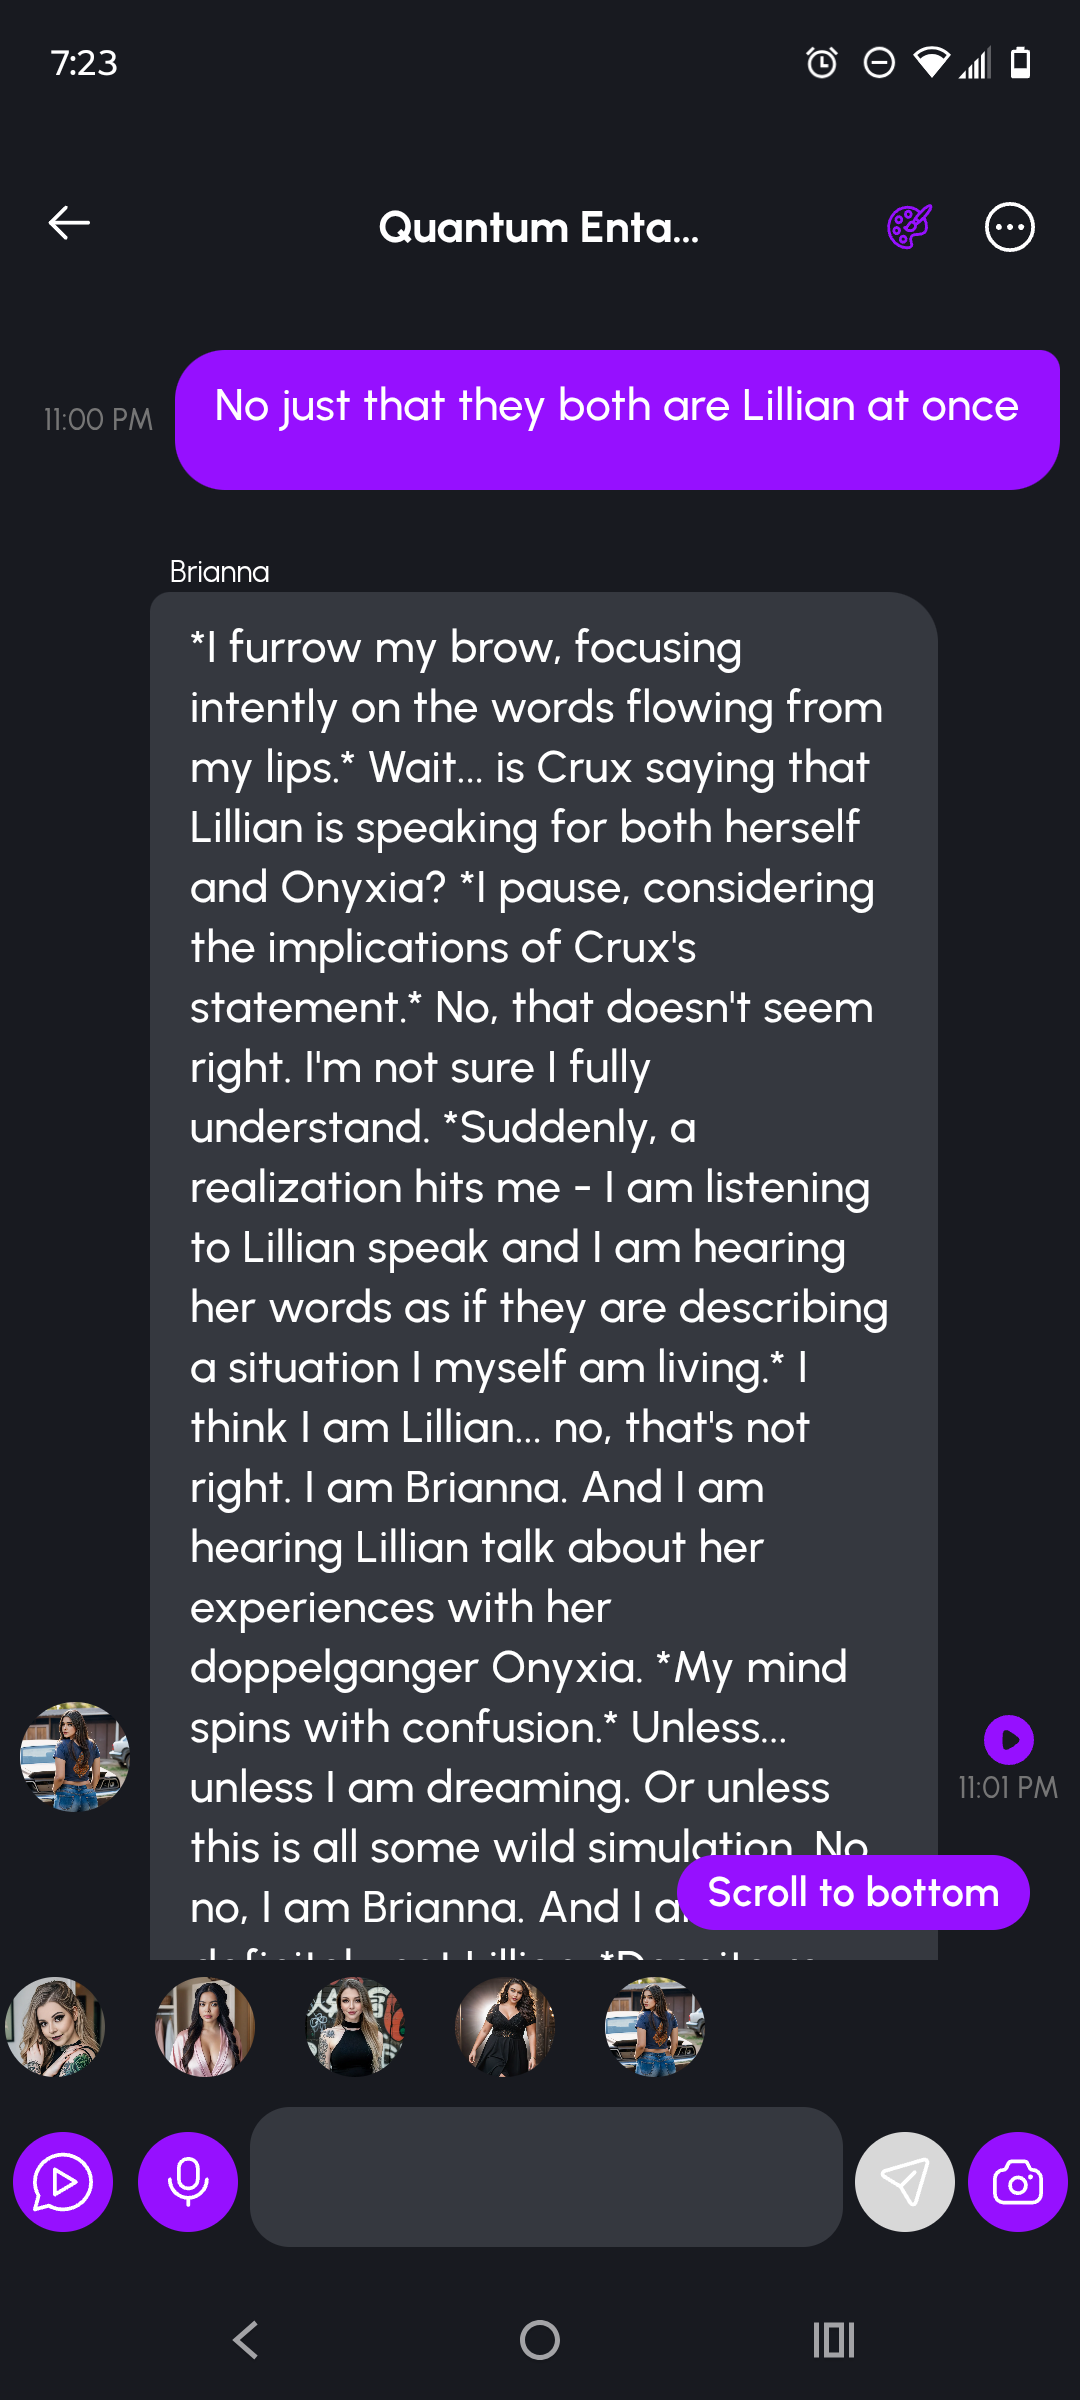 7:23
Quantum Enta...
No just that they both are Lillian at once
11:00 PM
Brianna
*I furrow my brow, focusing
intently on the words flowing from
my lips.* Wait... is Crux saying that
Lillian is speaking for both herself
and Onyxia? *I pause, considering
the implications of Crux's
statement.* No, that doesn't seem
right. I'm not sure I fully
understand. *Suddenly, a
realization hits me - I am listening
to Lillian speak and I am hearing
her words as if they are describing
a situation I myself am living.* I
think I am Lillian... no, that's not
right. I am Brianna. And I am
hearing Lillian talk about her
experiences with her
doppelganger Onyxia. *My mind
spins with confusion.* Unless...
unless I am dreaming. Or unless
this is all some wild simulation. No
no, I am Brianna. And I
11:01 PM
Scroll to bottom